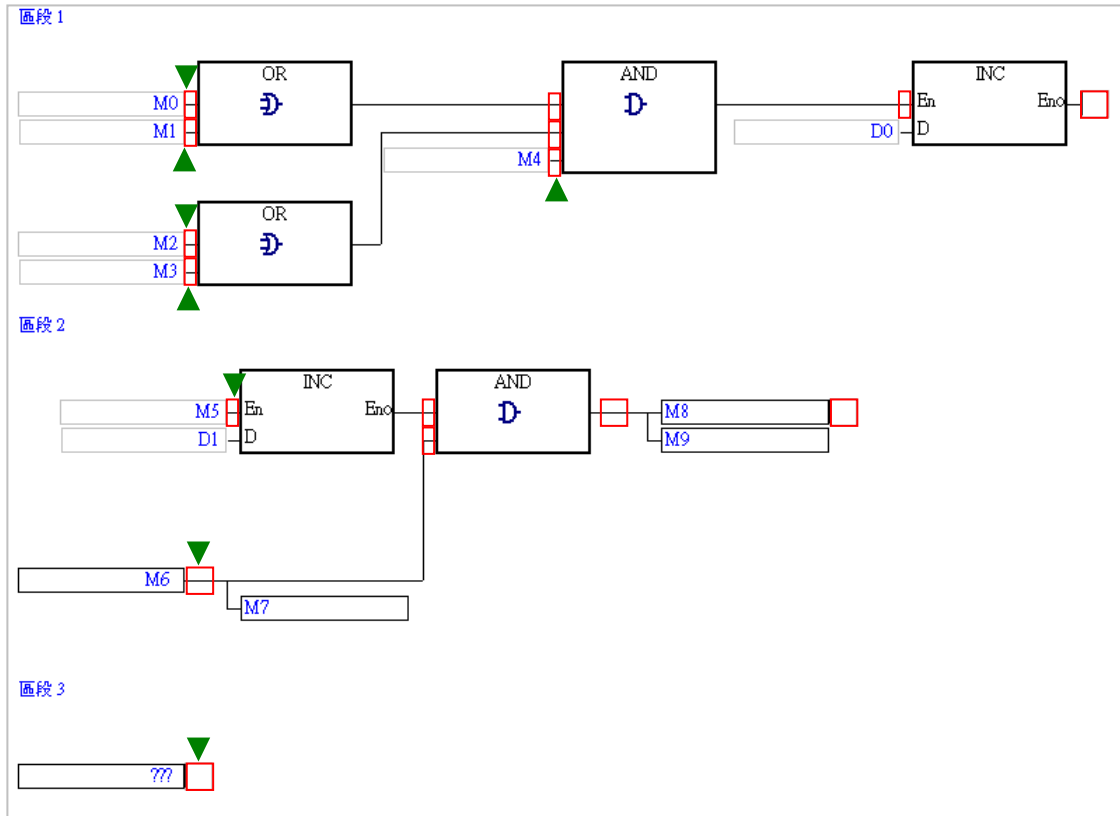 區段 1
OR
M0
M1
AND
M4
INC
En
Eno
D0
D
OR
M2
M3
區段 2
INC
M5
En
Eno
D1
D
AND
M8
M9
M6
M7
區段 3
???